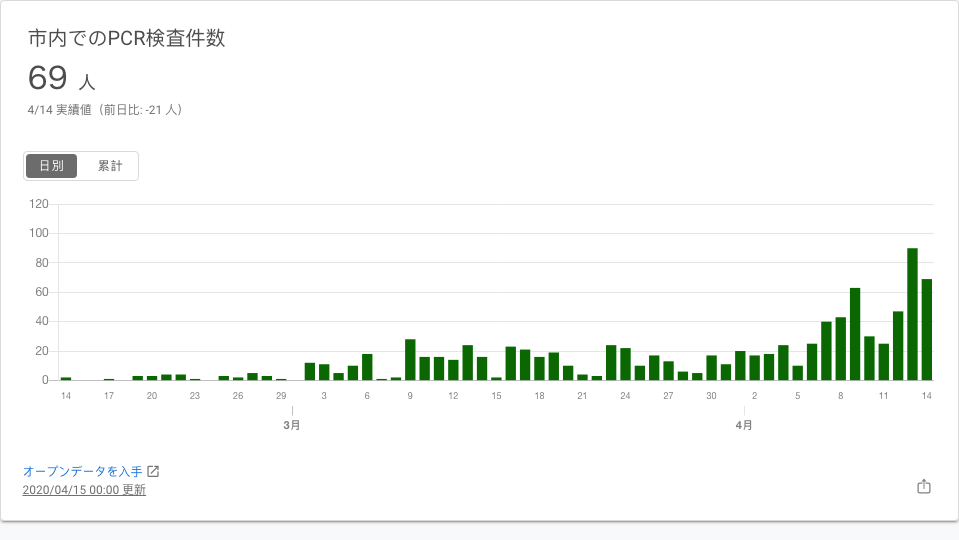 市内でのPCR検査件数
69 人
4/14 実績値（前日比: -21 人）
日別 累計
120
100
80
60
40
20
0
14 17 20 23 26 29 3 6 9 12 15 18 21 24 27 30 2 5 8 11 14
3月 4月
オープンデータを入手
2020/04/15 00:00 更新